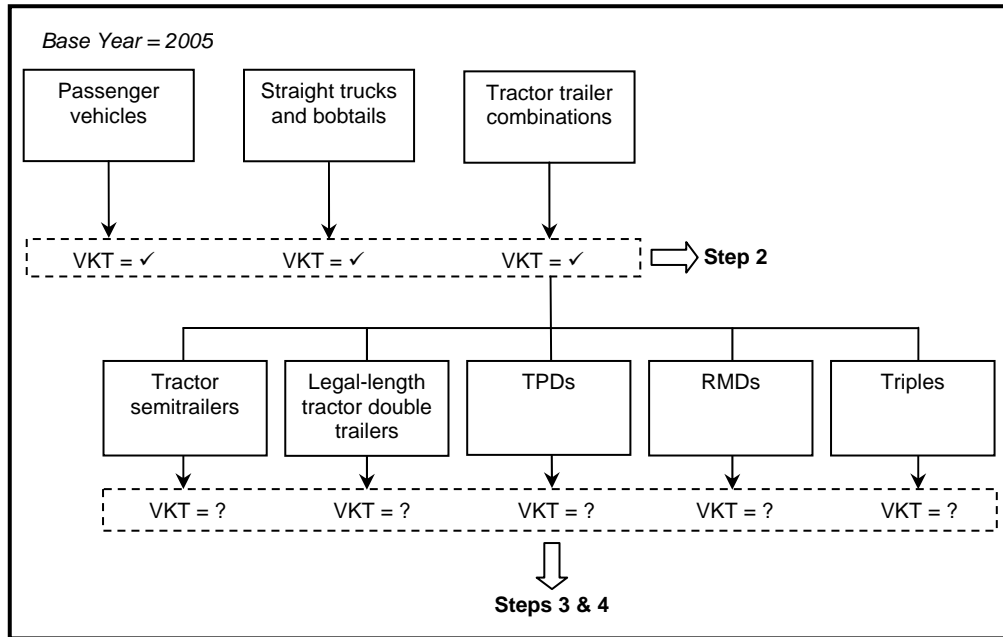 Base Year = 2005
Passenger
vehicles
Straight trucks
and bobtails
Tractor trailer
combinations
VKT = ✓
VKT = ✓
VKT = ✓
Step 2
Tractor
semitrailers
Legal-length
tractor double
trailers
TPDs
RMDs
Triples
VKT = ?
VKT = ?
VKT = ?
VKT = ?
VKT = ?
Steps 3 & 4